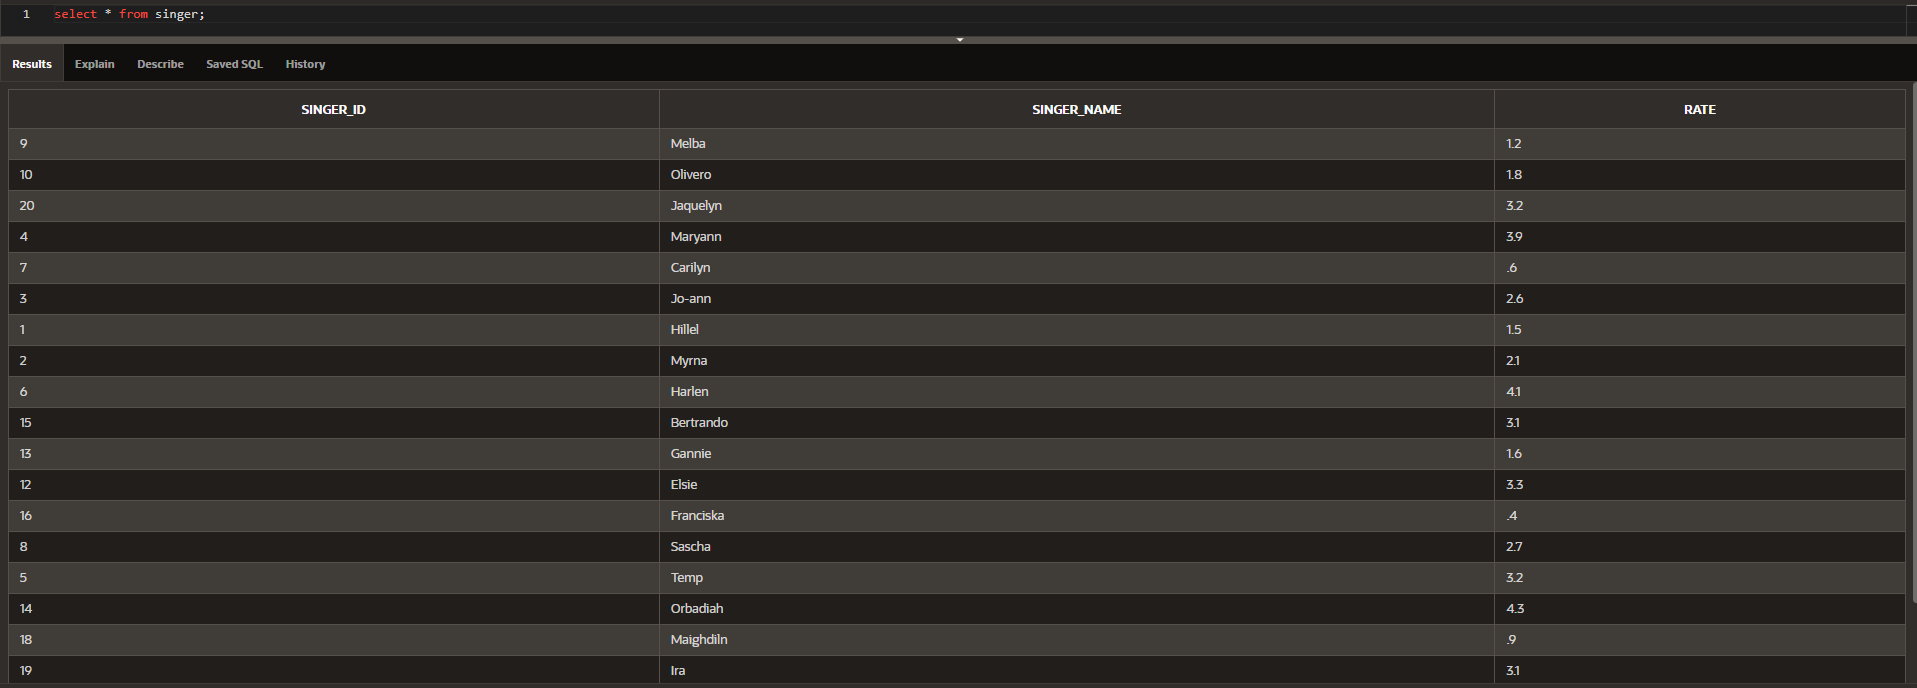 1 select * from singer;
Results Explain Describe Saved SQL History
SINGER_ID SINGER_NAME RATE
9 Melba 1.2
10 Olivero 1.8
20 Jaquelyn 3.2
4 Maryann 3.9
7 Carilyn .6
3 Jo-ann 2.6
1 Hillel 1.5
2 Myrna 2.1
6 Harlen 4.1
15 Bertrando 3.1
13 Gannie 1.6
12 Elsie 3.3
16 Franciska .4
8 Sascha 2.7
5 Temp 3.2
14 Orbadiah 4.3
18 Maighdiln .9
19 Ira 3.1